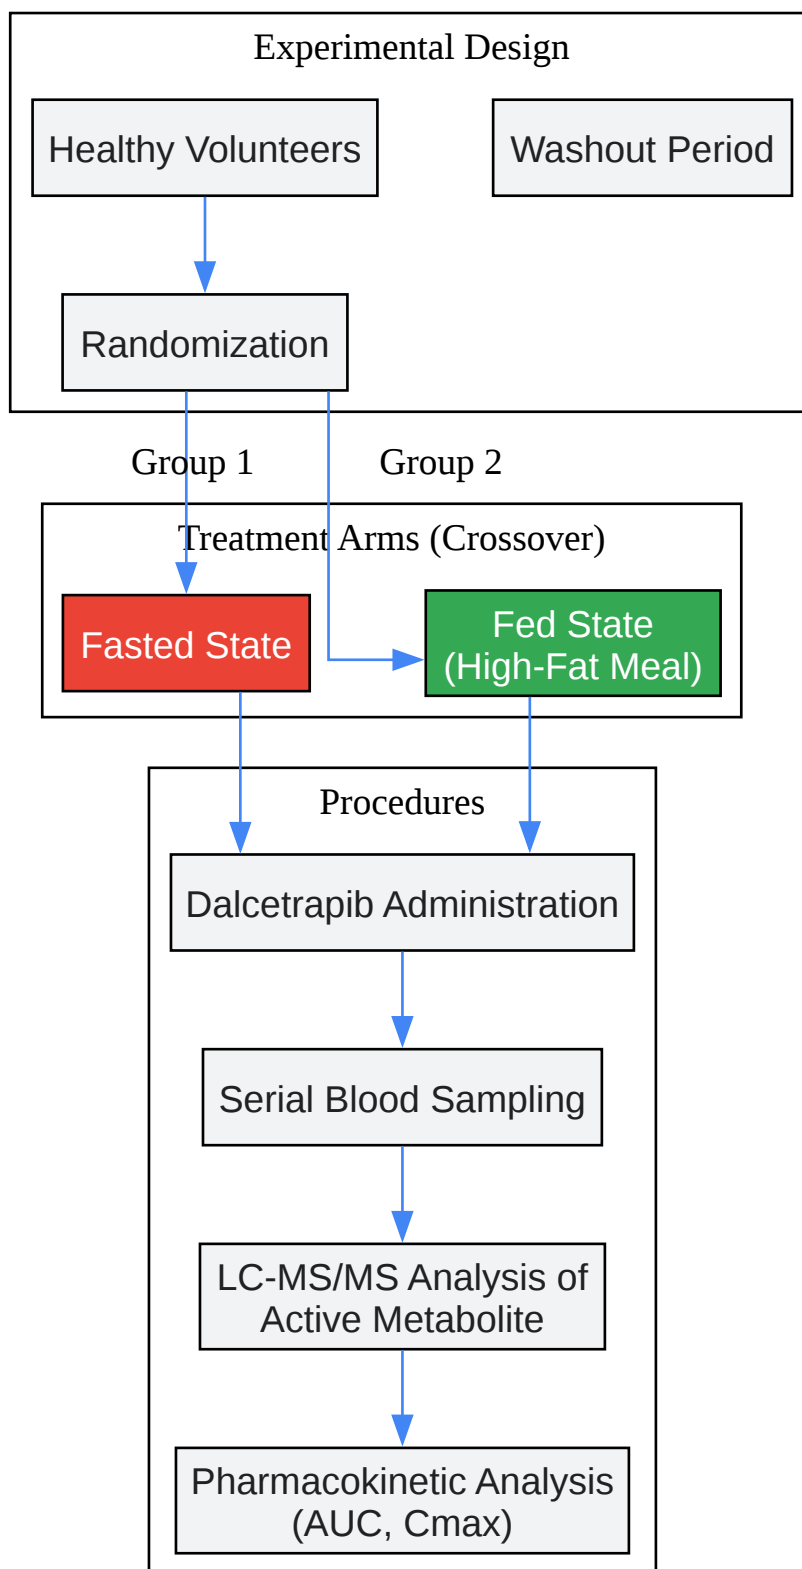 Experimental Design
Healthy Volunteers
Washout Period
Randomization
Group 1
Group 2
Treatment Arms (Crossover)
Fasted State
Fed State
(High-Fat Meal)
Procedures
Dalcetrapib Administration
Serial Blood Sampling
LC-MS/MS Analysis of
Active Metabolite
Pharmacokinetic Analysis
(AUC, Cmax)